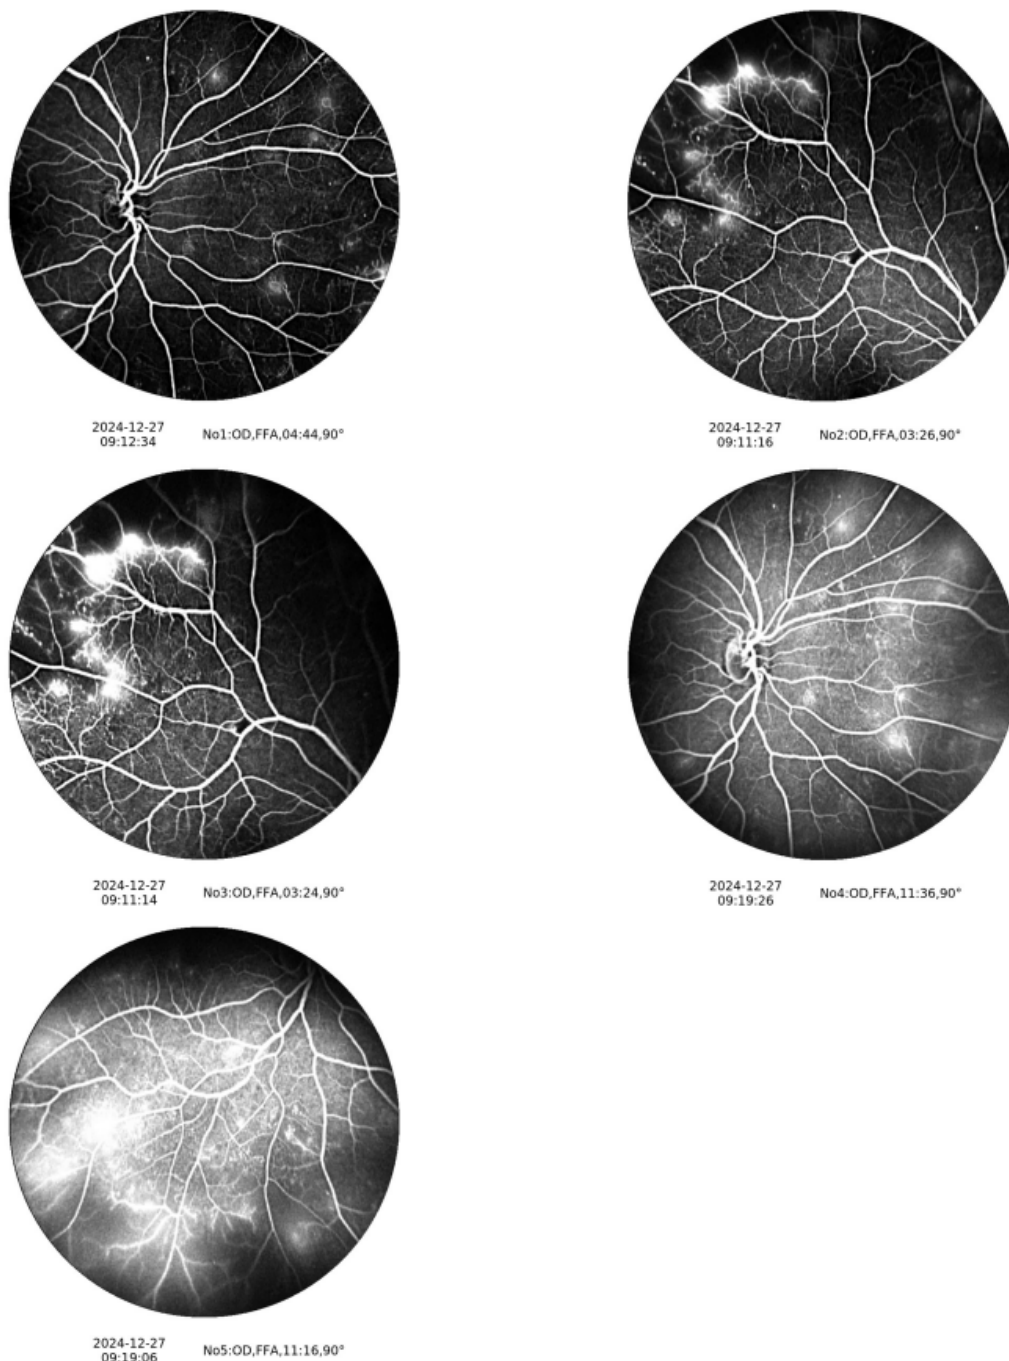 2024-12-27
09:12:34
No1:OD,FFA,04:44,90°
2024-12-27
09:11:16
No2:OD,FFA,03:26,90°
2024-12-27
09:11:14
No3:OD,FFA,03:24,90°
2024-12-27
09:19:26
No4:OD,FFA,11:36,90°
2024-12-27
09:19:06
No5:OD,FFA,11:16,90°